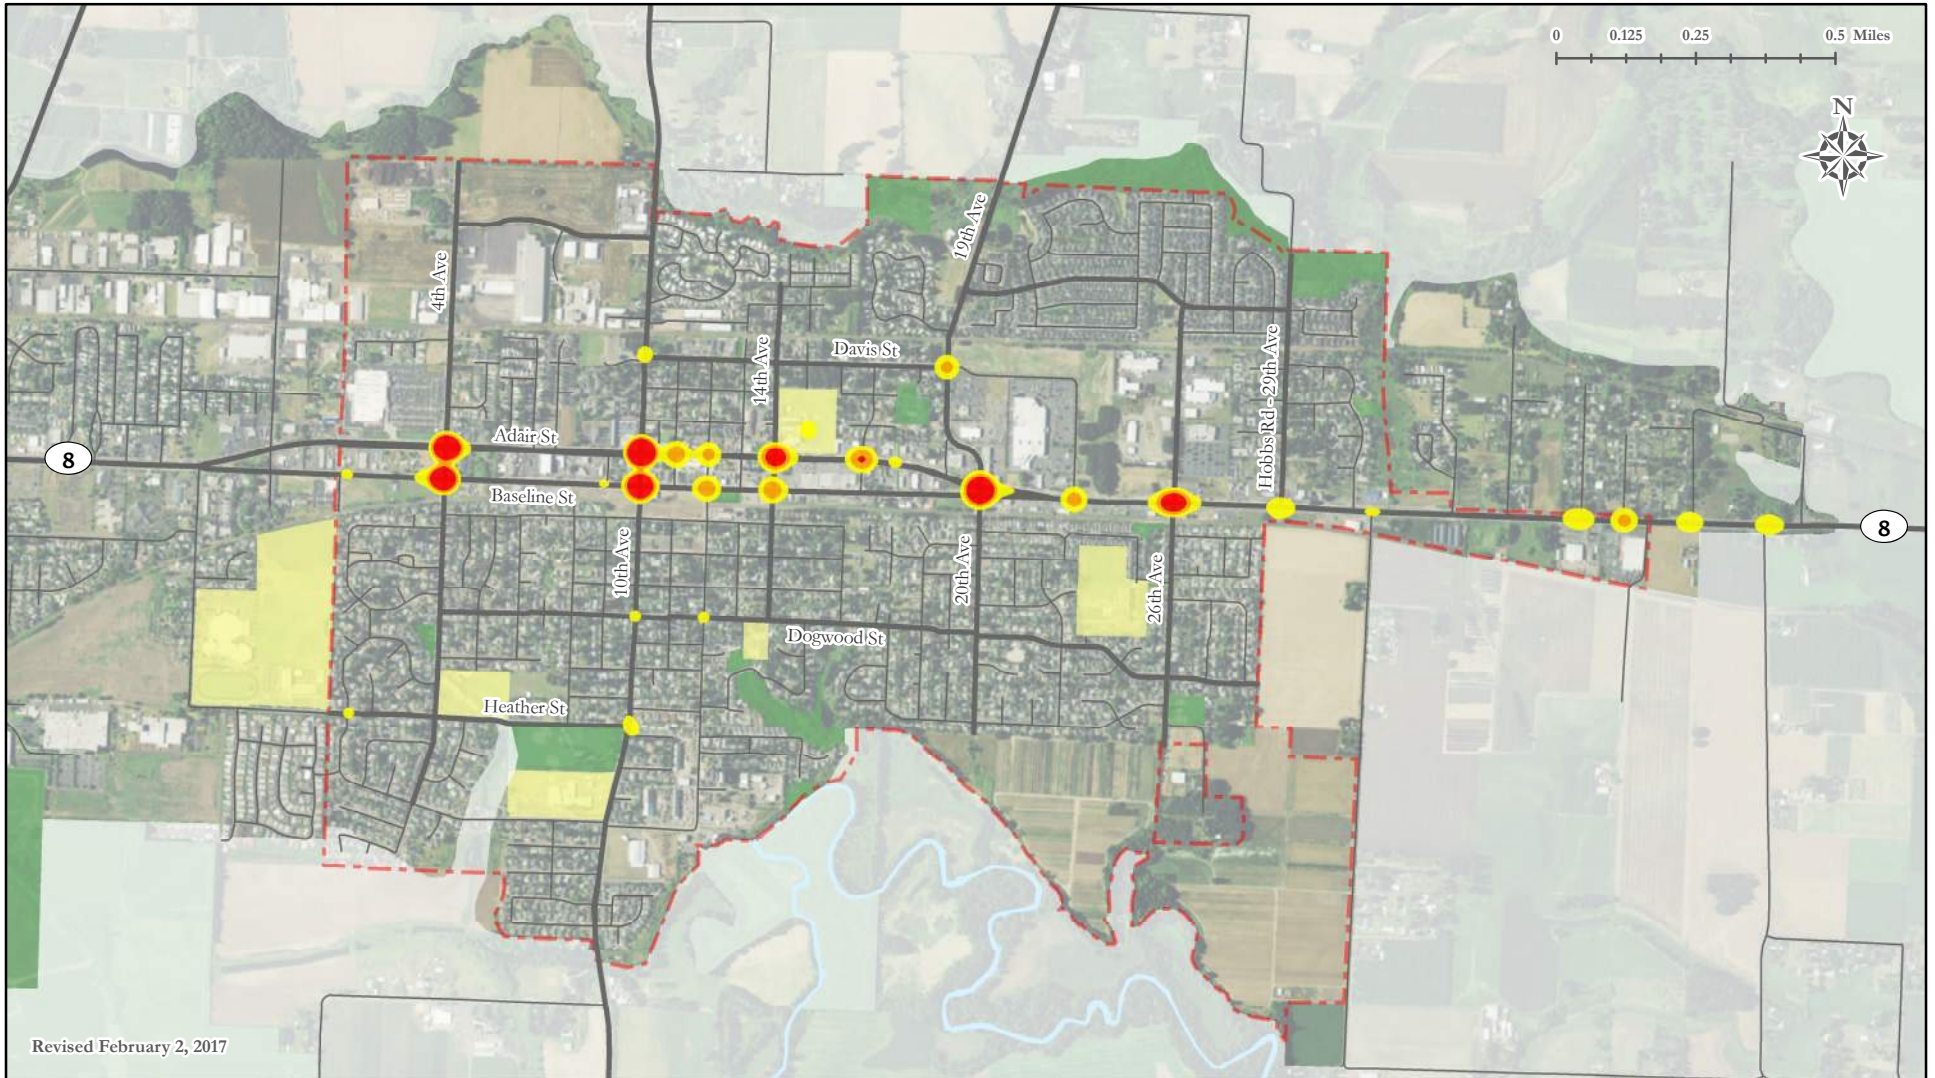 0 0.125 0.25 0.5 Miles
N
19th Ave
4th Ave
Davis St
14th Ave
Hobbs Rd - 29th Ave
Adair St
8
Baseline St
8
10th Ave
20th Ave
26th Ave
Dogwood St
Heather St
Revised February 2, 2017